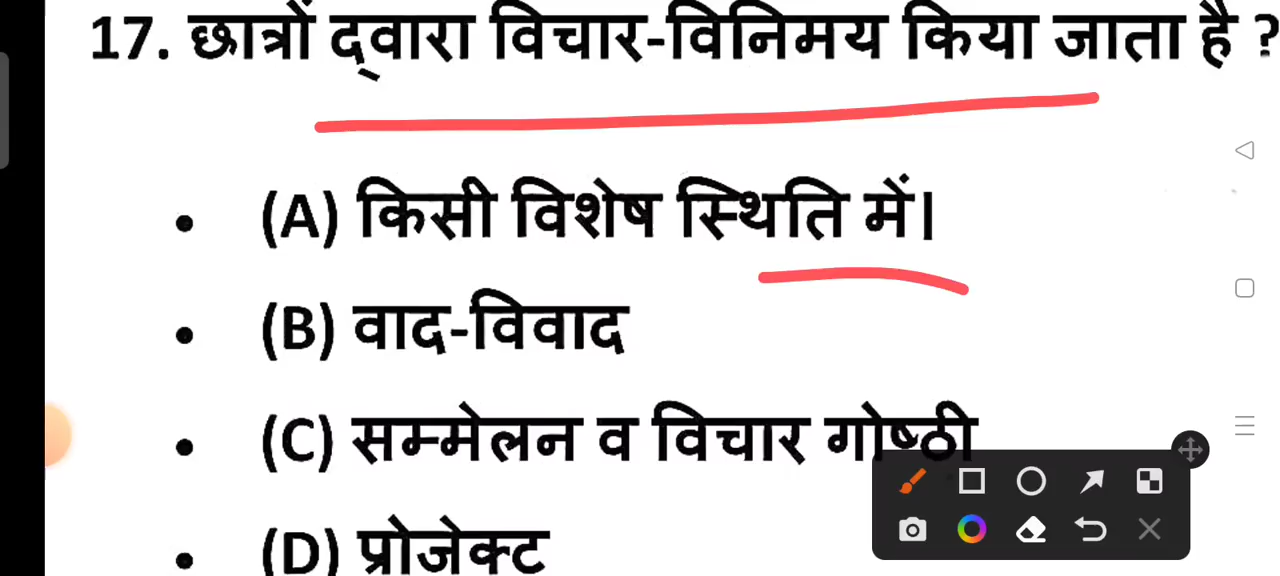 17. छात्रों द्वारा विचार-विनिमय किया जाता है ?
• (A) किसी विशेष स्थिति में।
• (B) वाद-विवाद
• (C) सम्मेलन व विचार गोष्ठी
• (D) प्रोजेक्ट